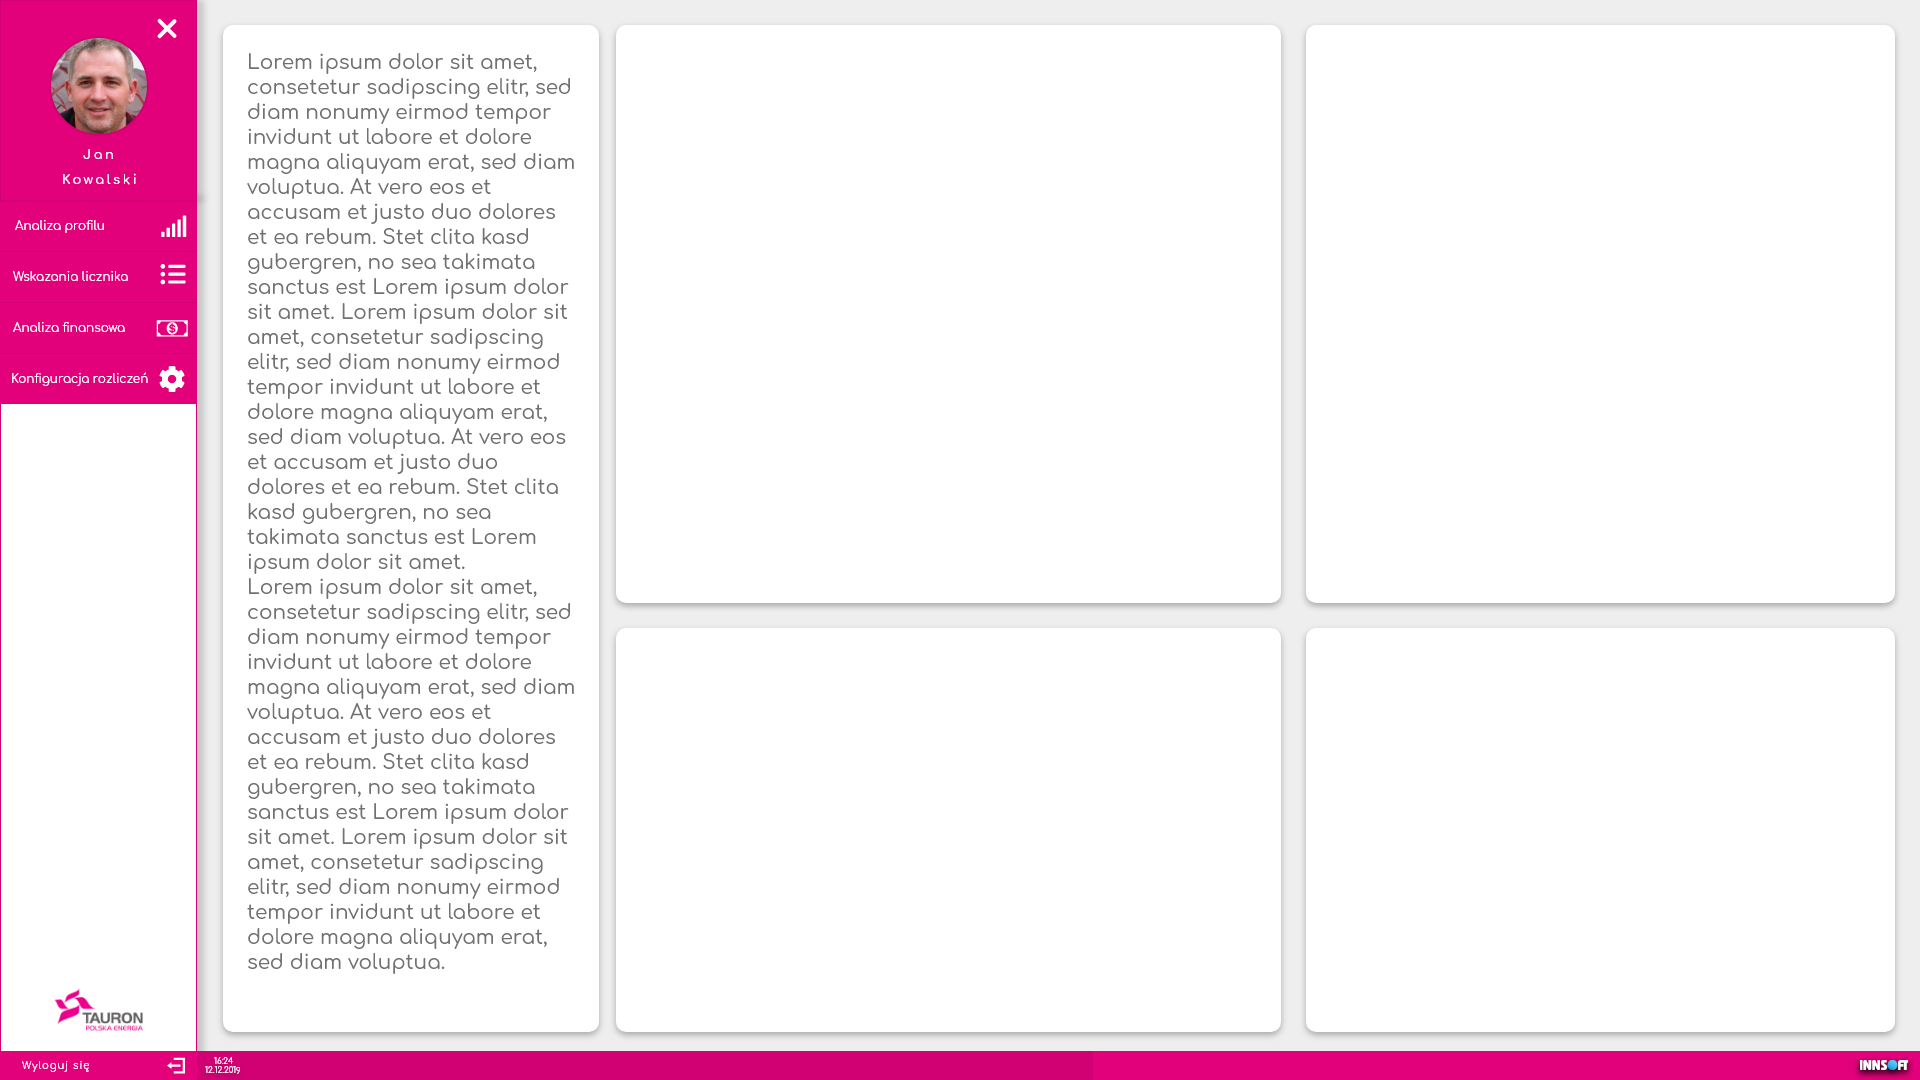 Jan
Kowalski
Analiza profilu
Wskazania licznika
Analiza finansowa
Konfiguracja rozliczeń
TAURON
POLSKA ENERGIA
Wyloguj się
Lorem ipsum dolor sit amet,
consetetur sadipscing elitr, sed
diam nonumy eirmod tempor
invidunt ut labore et dolore
magna aliquyam erat, sed diam
voluptua. At vero eos et
accusam et justo duo dolores
et ea rebum. Stet clita kasd
gubergren, no sea takimata
sanctus est Lorem ipsum dolor
sit amet. Lorem ipsum dolor sit
amet, consetetur sadipscing
elitr, sed diam nonumy eirmod
tempor invidunt ut labore et
dolore magna aliquyam erat,
sed diam voluptua. At vero eos
et accusam et justo duo
dolores et ea rebum. Stet clita
kasd gubergren, no sea
takimata sanctus est Lorem
ipsum dolor sit amet.
Lorem ipsum dolor sit amet,
consetetur sadipscing elitr, sed
diam nonumy eirmod tempor
invidunt ut labore et dolore
magna aliquyam erat, sed diam
voluptua. At vero eos et
accusam et justo duo dolores
et ea rebum. Stet clita kasd
gubergren, no sea takimata
sanctus est Lorem ipsum dolor
sit amet. Lorem ipsum dolor sit
amet, consetetur sadipscing
elitr, sed diam nonumy eirmod
tempor invidunt ut labore et
dolore magna aliquyam erat,
sed diam voluptua.
16:24
12.12.2019
INNSOFT